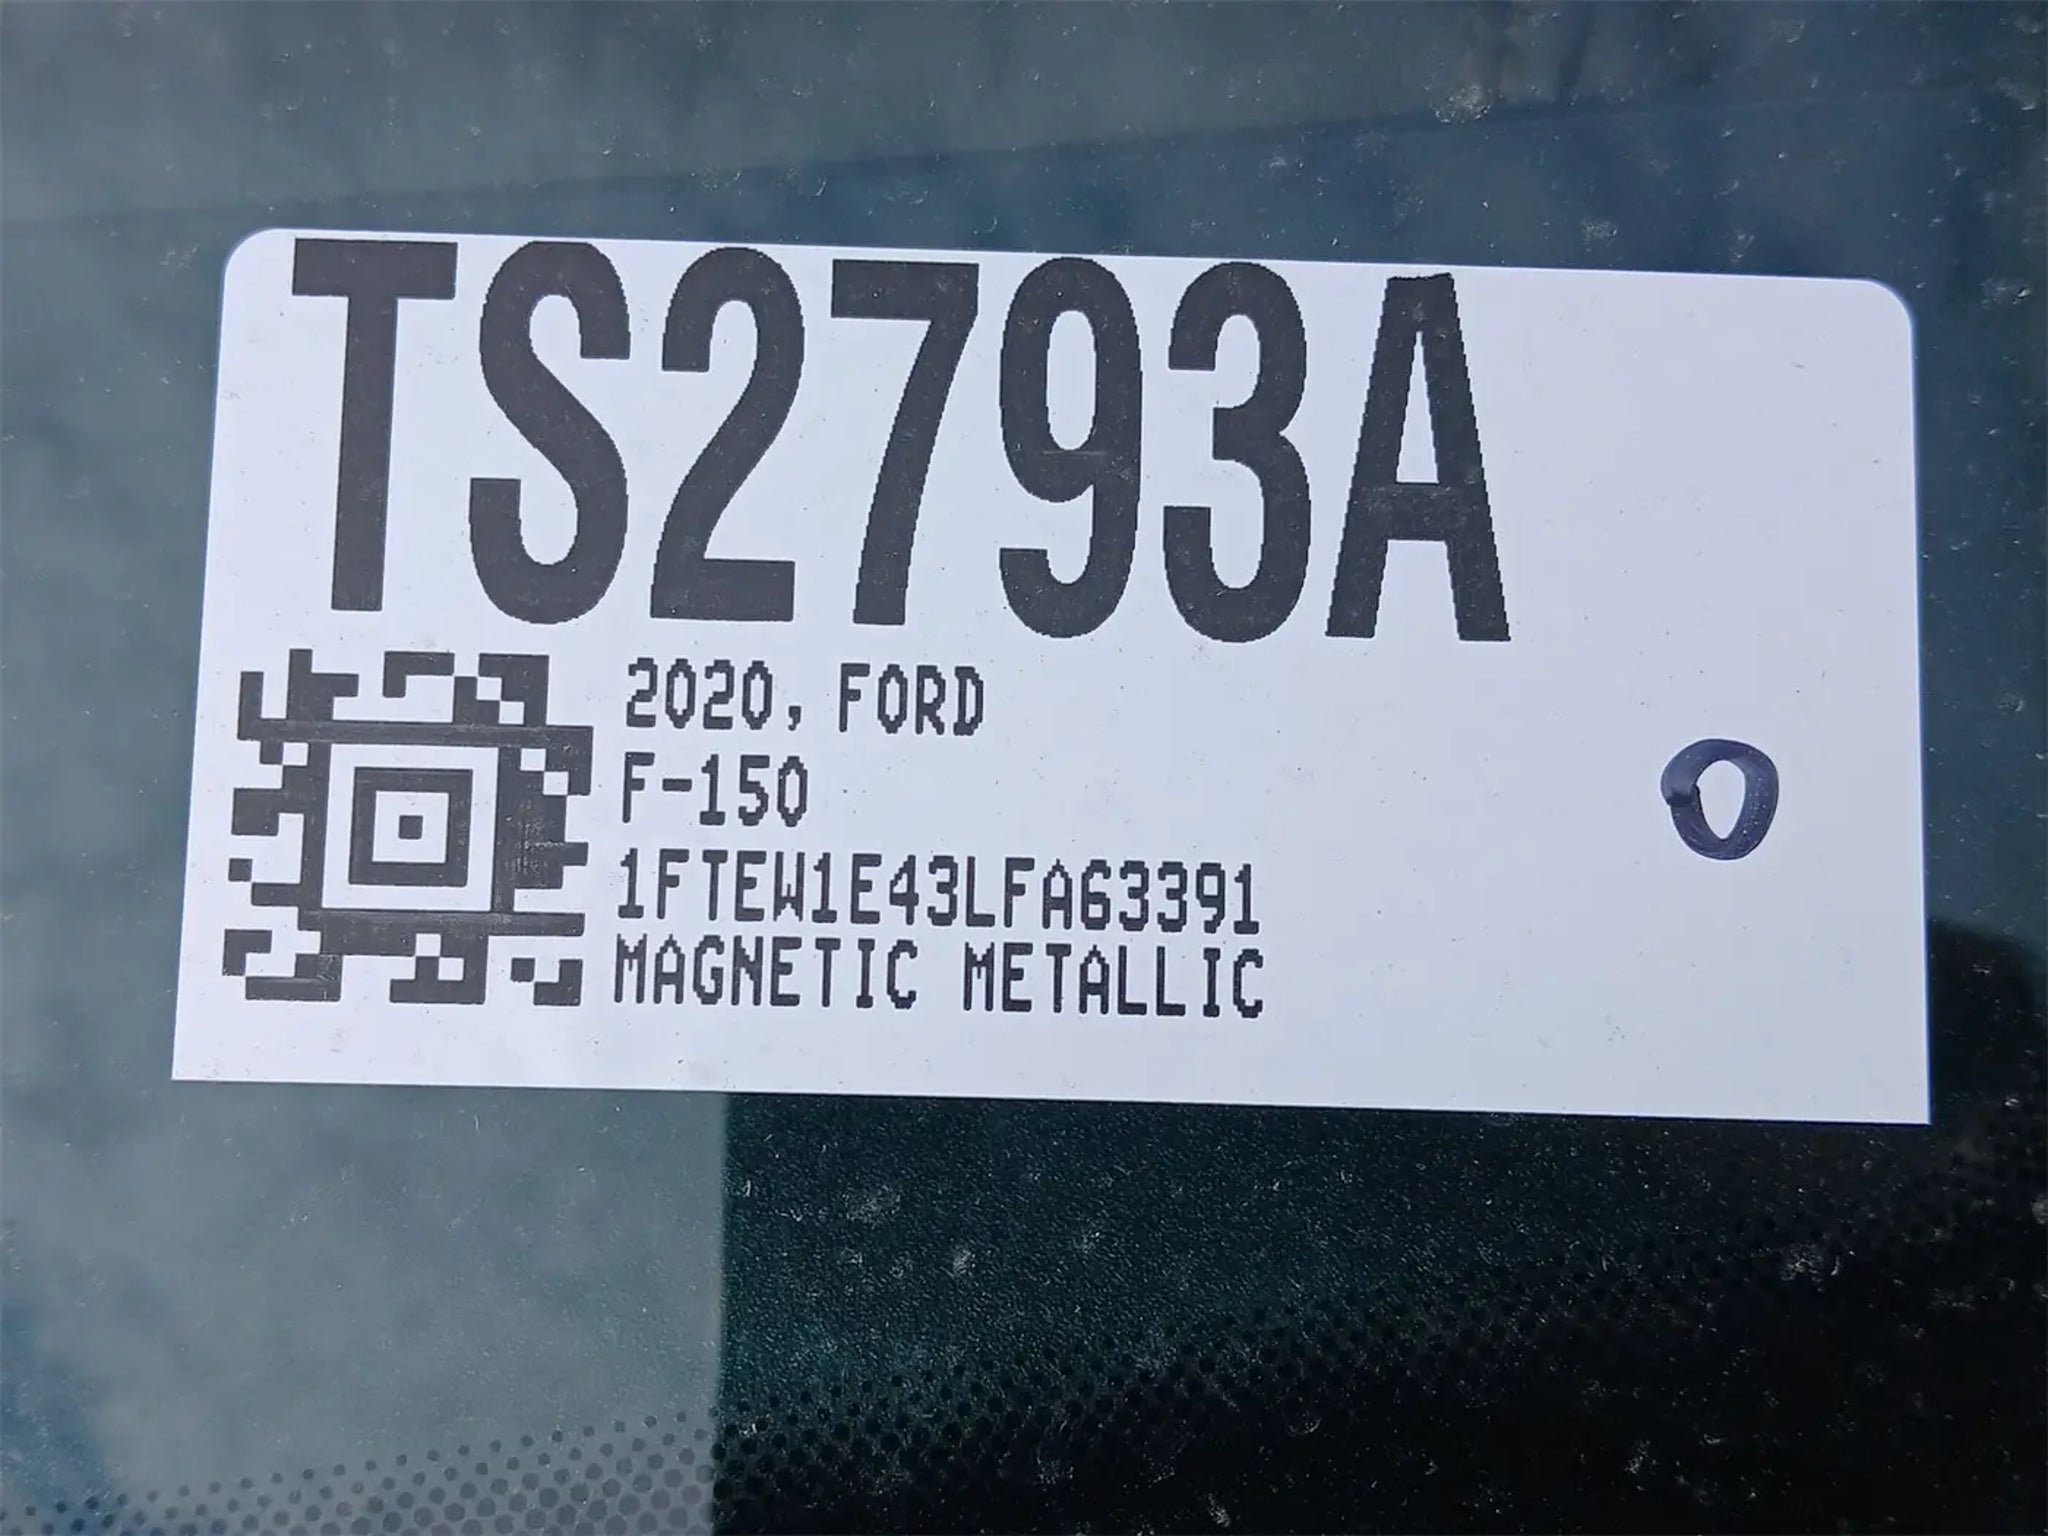 TS2793A
2020, FORD
F-150
1FTEW1E43LFA63391
MAGNETIC METALLIC
O